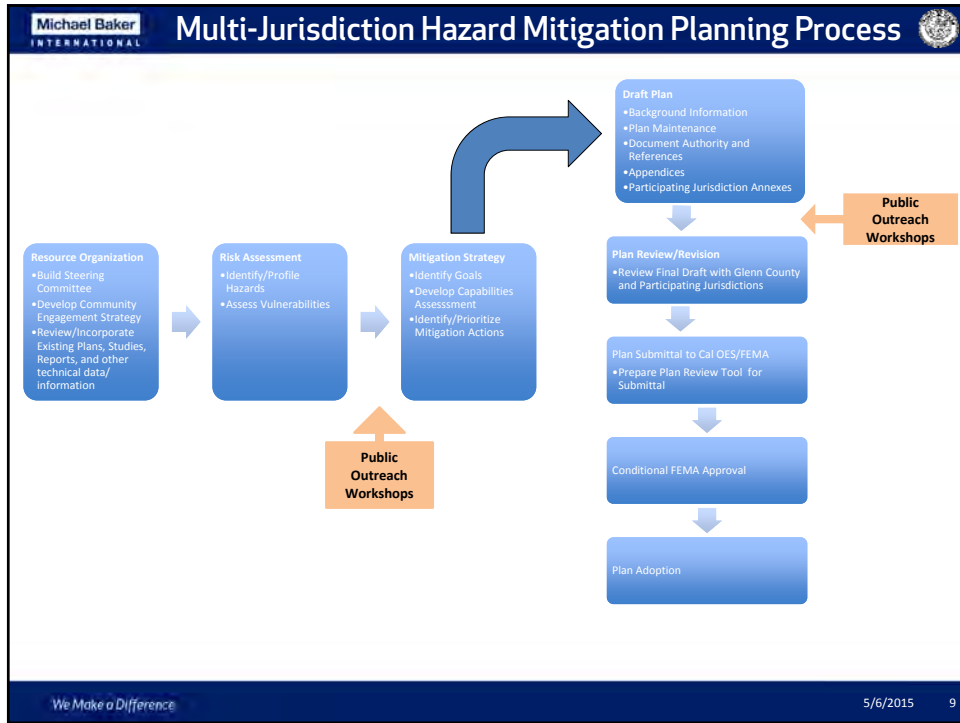 Michael Baker
INTERNATIONAL
Multi-Jurisdiction Hazard Mitigation Planning Process
Resource Organization
•Build Steering
Committee
•Develop Community
Engagement Strategy
•Review/Incorporate
Existing Plans, Studies,
Reports, and other
technical data/
information
Risk Assessment
•Identify/Profile
Hazards
•Assess Vulnerabilities
Public
Outreach
Workshops
Mitigation Strategy
•Identify Goals
•Develop Capabilities
Assesssment
•Identify/Prioritize
Mitigation Actions
Draft Plan
•Background Information
•Plan Maintenance
•Document Authority and
References
•Appendices
•Participating Jurisdiction Annexes
Public
Outreach
Workshops
Plan Review/Revision
•Review Final Draft with Glenn County
and Participating Jurisdictions
Plan Submittal to Cal OES/FEMA
•Prepare Plan Review Tool for
Submittal
Conditional FEMA Approval
Plan Adoption
We Make a Difference
5/6/2015 9